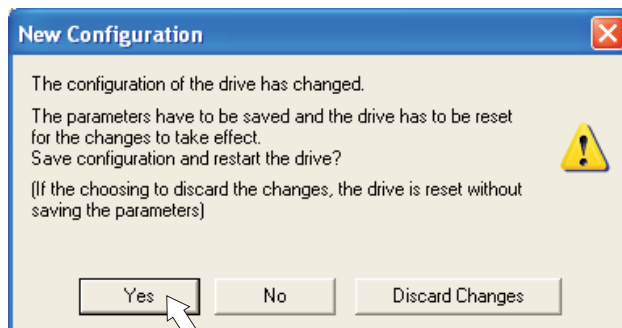 New Configuration
The configuration of the drive has changed.
The parameters have to be saved and the drive has to be reset
for the changes to take effect.
Save configuration and restart the drive?
(If the choosing to discard the changes, the drive is reset without
saving the parameters)
Yes
No
Discard Changes